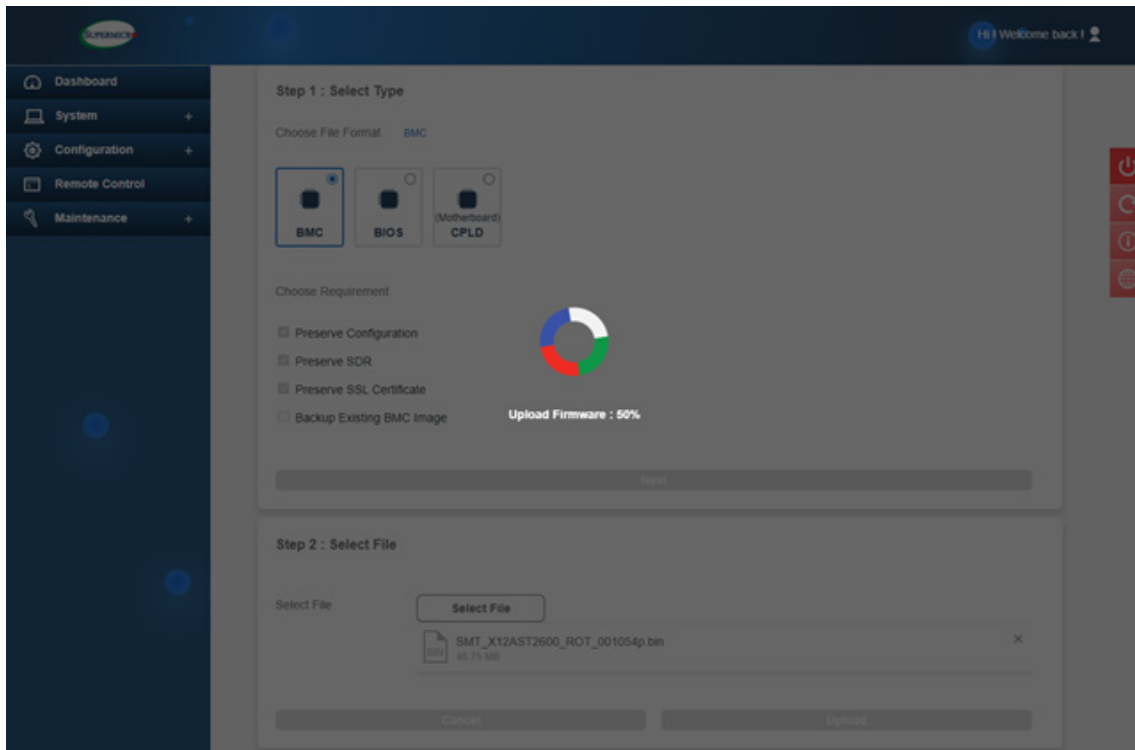 SUPERMICR
Hi ! Welcome back !
Dashboard
System +
Configuration +
Remote Control
Maintenance +
Step 1 : Select Type
Choose File Format BMC
BMC
BIOS
(Motherboard)
CPLD
Choose Requirement
Preserve Configuration
Preserve SDR
Preserve SSL Certificate
Backup Existing BMC Image
Upload Firmware : 50%
Next
Step 2 : Select File
Select File
Select File
SMT_X12AST2600_ROT_001054p.bin
BIN
45.75 MB
Cancel
Upload